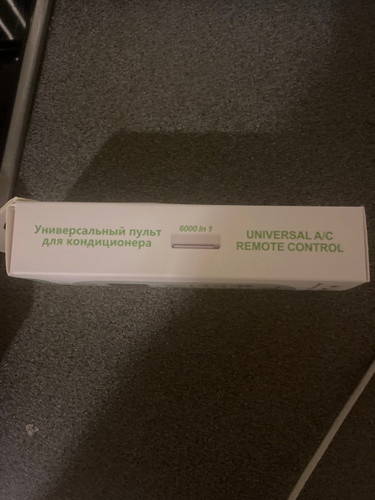 Универсальный пульт
для кондиционера
6000 In 1
UNIVERSAL A/C
REMOTE CONTROL